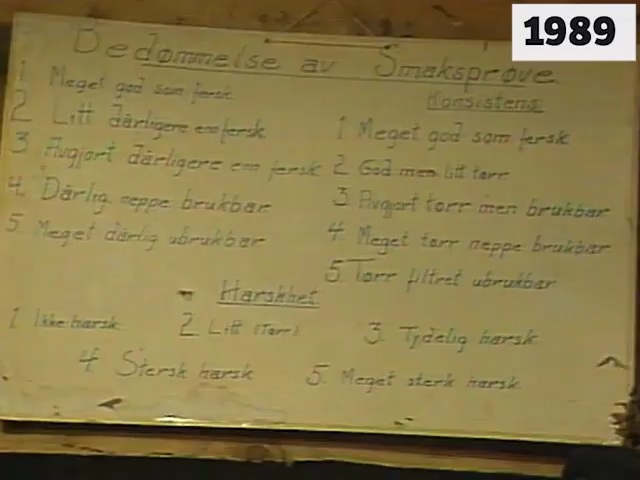 1989
Bedømmelse av Smaksprøve
1 Meget god som fersk
2 Litt dårligere enn fersk
3 Avgjort dårligere enn fersk
4. Dårlig neppe brukbar
5. Meget dårlig ubrukbar
Konsistens
1 Meget god som fersk
2 God men litt tørr
3 Avgjort tørr men brukbar
4. Meget tørr neppe brukbar
5. Tørr filtret ubrukbar
Harskhet
1. Ikke harsk 2 Litt (Tørr) 3. Tydelig harsk
4 Stersk harsk 5. Meget sterk harsk